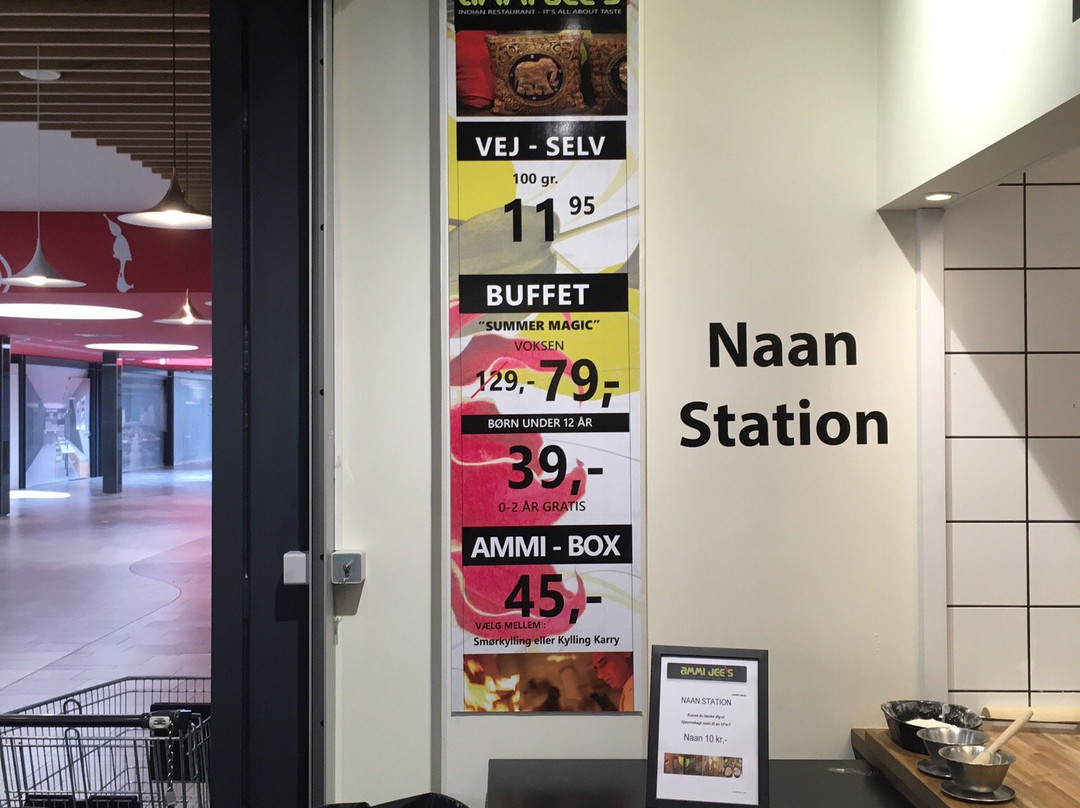 ammi Jee's
INDIAN RESTAURANT - IT'S ALL ABOUT TASTE
VEJ - SELV
100 gr.
11 95
BUFFET
"SUMMER MAGIC"
VOKSEN
129,- 79,-
BØRN UNDER 12 ÅR
39,-
0-2 ÅR GRATIS
AMMI - BOX
45,-
VÆLG MELLEM :
Smørkylling eller Kylling Karry
Naan
Station
ammi Jee's
NAAN STATION
Naan 10 kr,-